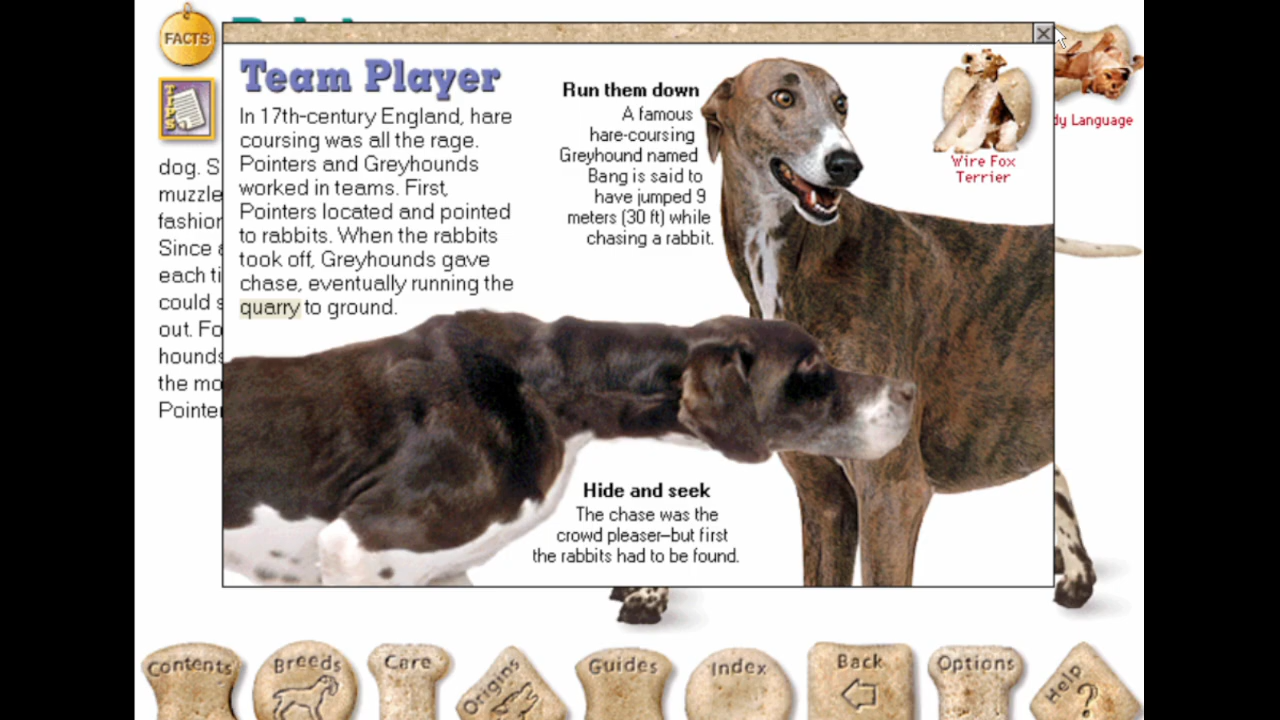 FACTS
TIPS
dog. S
muzzle
fashion
Since
each ti
could s
out. Fo
hounds
the mo
Pointer
Team Player
In 17th-century England, hare
coursing was all the rage.
Pointers and Greyhounds
worked in teams. First,
Pointers located and pointed
to rabbits. When the rabbits
took off, Greyhounds gave
chase, eventually running the
quarry to ground.
Run them down
A famous
hare-coursing
Greyhound named
Bang is said to
have jumped 9
meters (30 ft) while
chasing a rabbit.
Wire Fox
Terrier
dy Language
Hide and seek
The chase was the
crowd pleaser–but first
the rabbits had to be found.
Contents
Breeds
Care
Origins
Guides
Index
Back
Options
Help
?